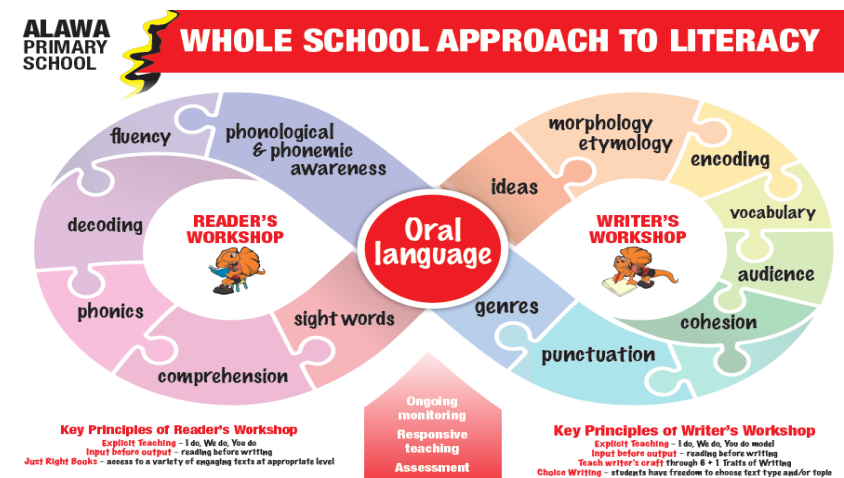 ALAWA
PRIMARY
SCHOOL
WHOLE SCHOOL APPROACH TO LITERACY
fluency
phonological
& phonemic
awareness
decoding
phonics
comprehension
sight words
READER'S
WORKSHOP
Oral
language
ideas
morphology
etymology
encoding
vocabulary
audience
cohesion
punctuation
genres
WRITER'S
WORKSHOP
Ongoing
monitoring
Responsive
teaching
Assessment
Key Principles of Reader's Workshop
Explicit Teaching – I do, We do, You do
Input before output – reading before writing
Just Right Books – access to a variety of engaging texts at appropriate level
Key Principles of Writer's Workshop
Explicit Teaching – I do, We do, You do model
Input before output – reading before writing
Teach writer's craft through 6 + 1 Traits of Writing
Choice Writing – students have freedom to choose text type and/or topic